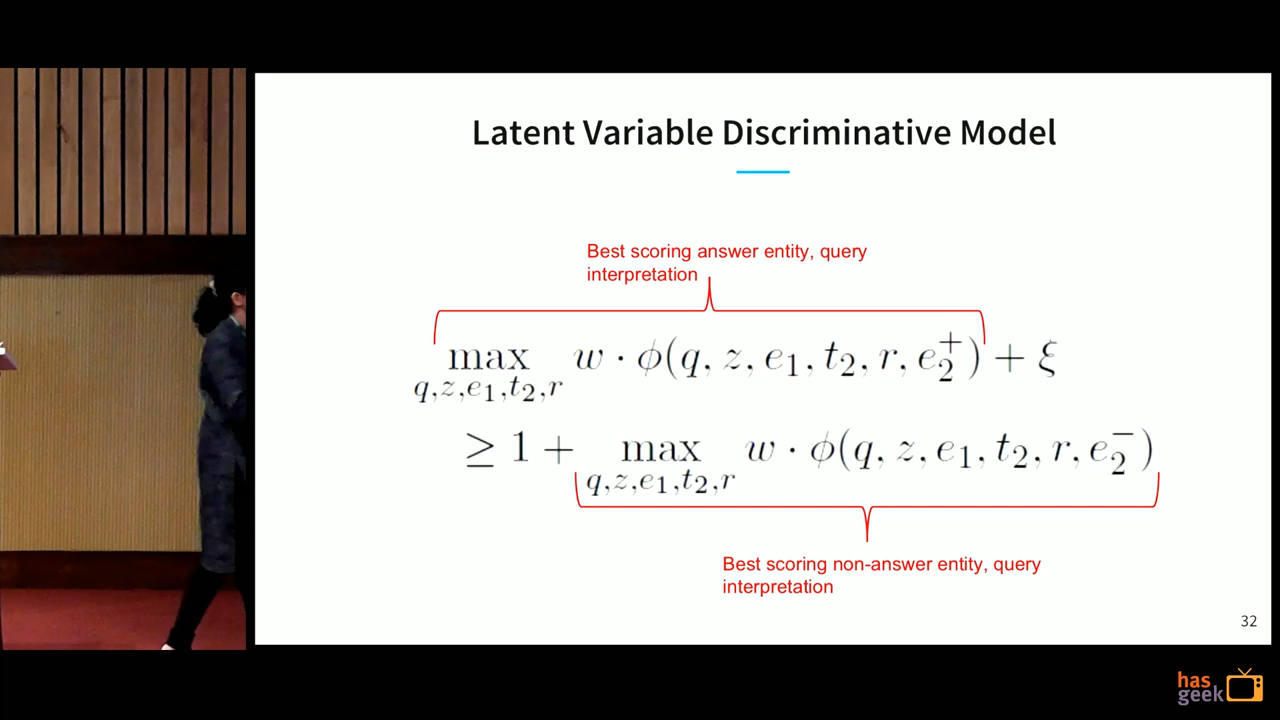 Latent Variable Discriminative Model
Best scoring answer entity, query
interpretation
max w · ϕ(q, z, e₁, t₂, r, e₂⁺) + ξ
q,z,e₁,t₂,r
≥ 1 + max w · ϕ(q, z, e₁, t₂, r, e₂⁻)
q,z,e₁,t₂,r
Best scoring non-answer entity, query
interpretation
32
has
geek